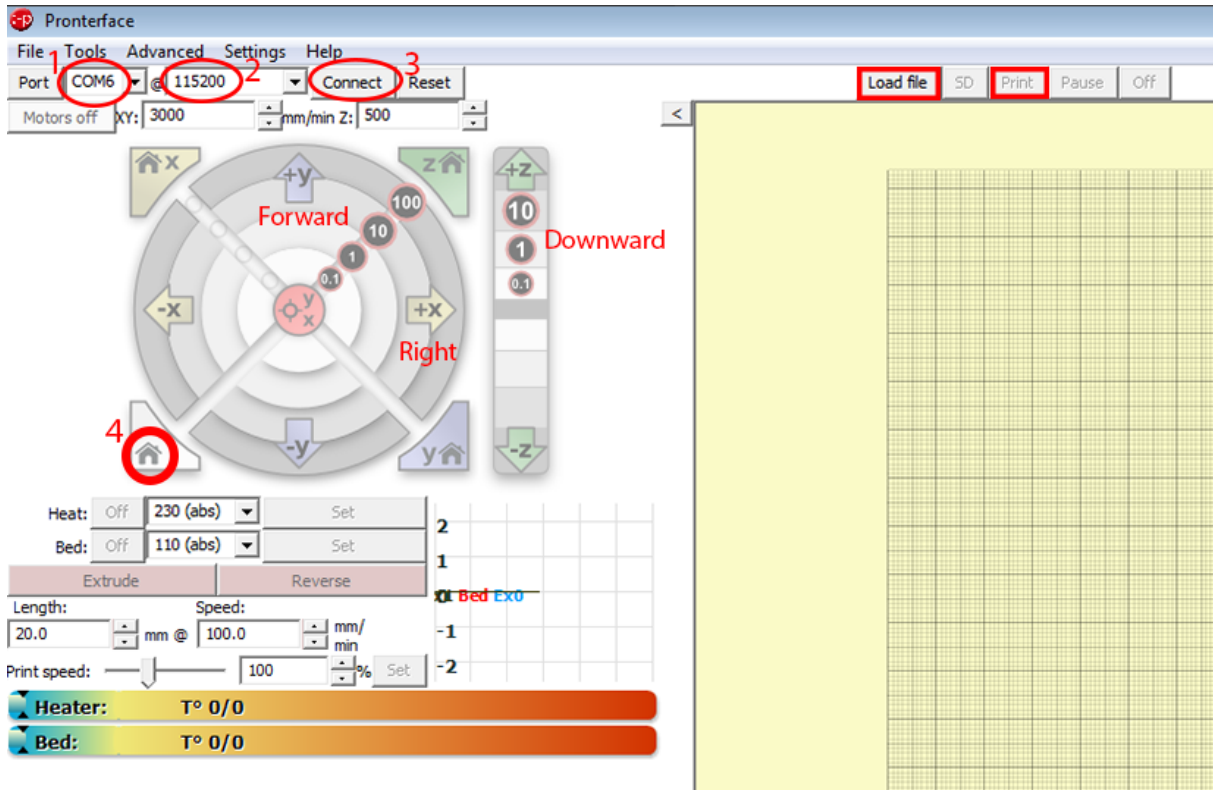 Pronterface
File Tools Advanced Settings Help
1 2 3
Port COM6 @ 115200 Connect Reset Load file SD Print Pause Off
Motors off XY: 3000 mm/min Z: 500 <
x z
+y +z
100 10
Forward 10 Downward
1 1
0.1 0.1
-x y x +x
Right
4
-y y -z
Heat: Off 230 (abs) Set
Bed: Off 110 (abs) Set
Extrude Reverse
Length: Speed:
20.0 mm @ 100.0 mm/
min
Print speed: 100 % Set
2
1
0 Bed Ex0
-1
-2
Heater: T° 0/0
Bed: T° 0/0